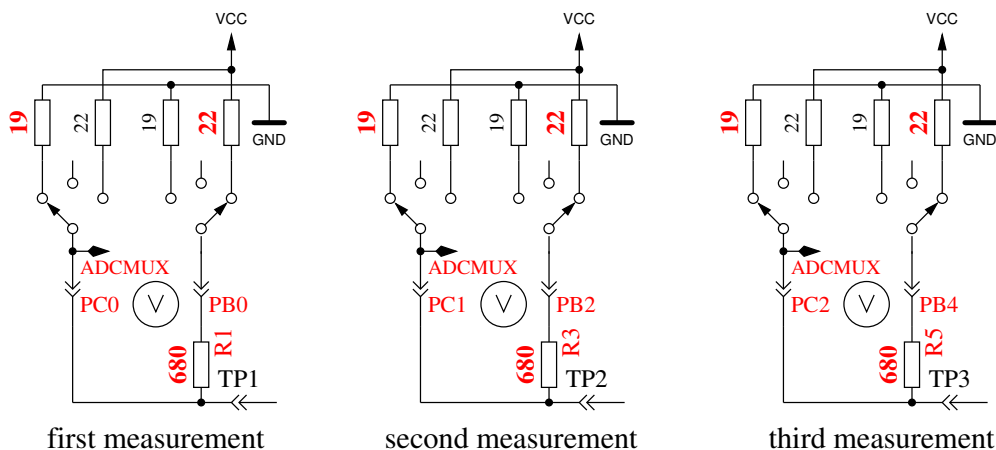 VCC
19
22
19
22
GND
ADCMUX
PC0
V
PB0
680
R1
TP1
first measurement
VCC
19
22
19
22
GND
ADCMUX
PC1
V
PB2
680
R3
TP2
second measurement
VCC
19
22
19
22
GND
ADCMUX
PC2
V
PB4
680
R5
TP3
third measurement